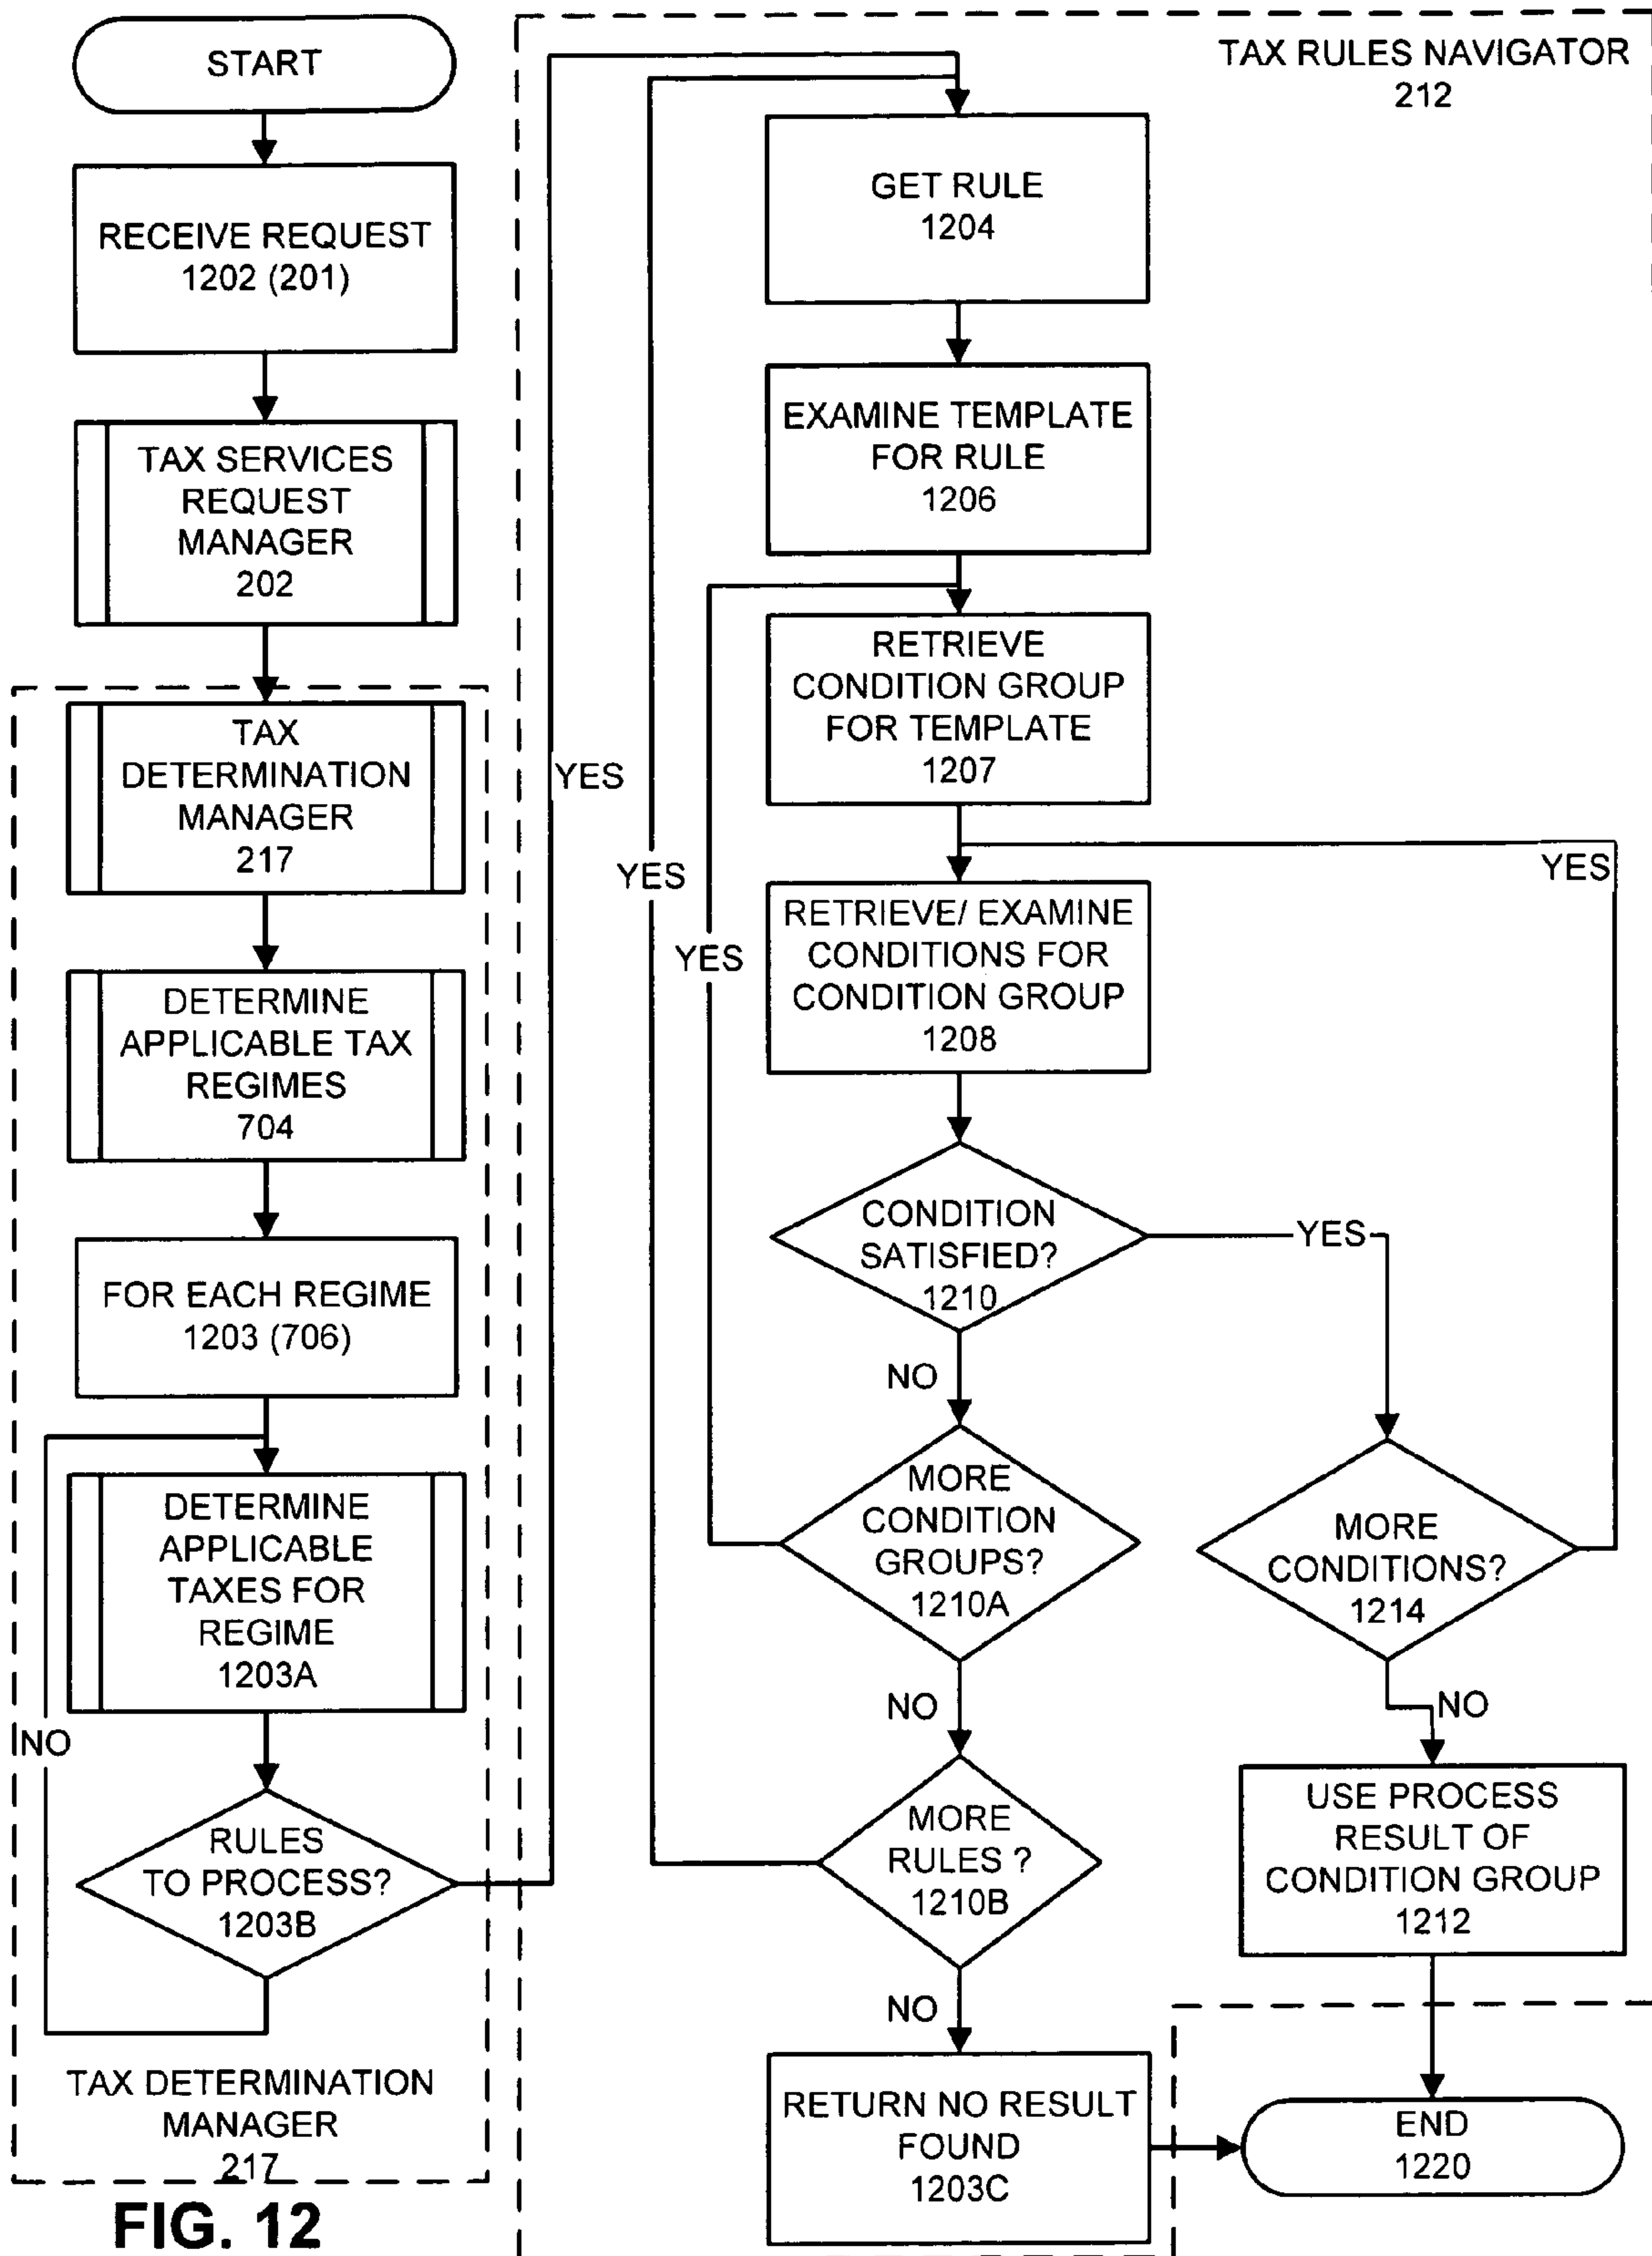 START
RECEIVE REQUEST
1202 (201)
TAX SERVICES
REQUEST
MANAGER
202
TAX
DETERMINATION
MANAGER
217
DETERMINE
APPLICABLE TAX
REGIMES
704
FOR EACH REGIME
1203 (706)
DETERMINE
APPLICABLE
TAXES FOR
REGIME
1203A
NO
RULES
TO PROCESS?
1203B
TAX DETERMINATION
MANAGER
217
FIG. 12
TAX RULES NAVIGATOR
212
YES
YES
YES
GET RULE
1204
EXAMINE TEMPLATE
FOR RULE
1206
RETRIEVE
CONDITION GROUP
FOR TEMPLATE
1207
YES
RETRIEVE/ EXAMINE
CONDITIONS FOR
CONDITION GROUP
1208
CONDITION
SATISFIED?
1210
YES
NO
MORE
CONDITION
GROUPS?
1210A
MORE
CONDITIONS?
1214
NO
NO
MORE
RULES ?
1210B
USE PROCESS
RESULT OF
CONDITION GROUP
1212
NO
RETURN NO RESULT
FOUND
1203C
END
1220